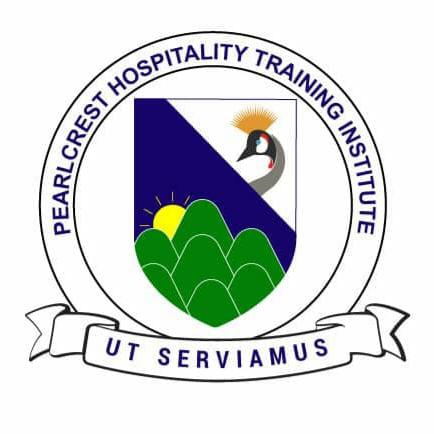 PEARLCREST HOSPITALITY TRAINING INSTITUTE
UT SERVIAMUS